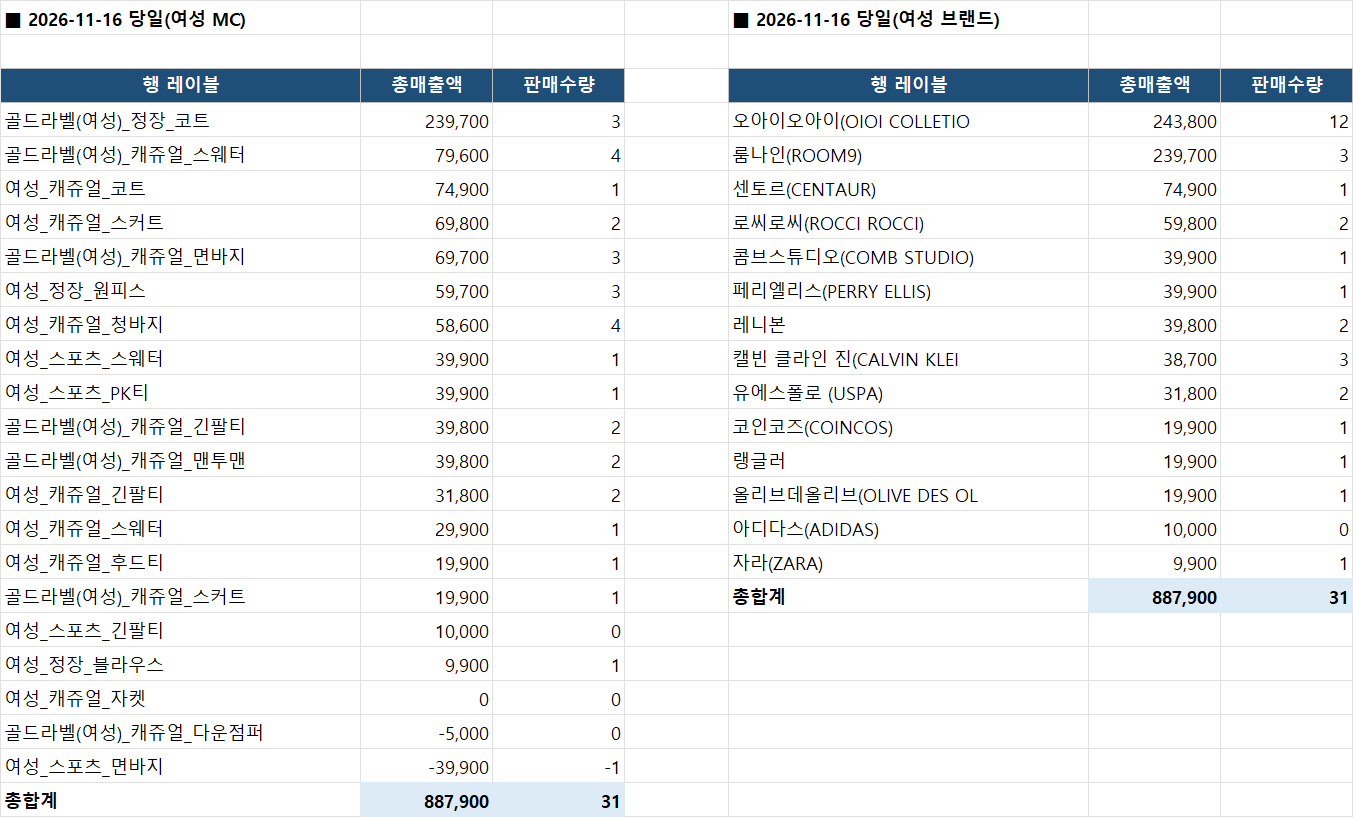 ■ 2026-11-16 당일(여성 MC)
행 레이블 총매출액 판매수량
골드라벨(여성)_정장_코트 239,700 3
골드라벨(여성)_캐쥬얼_스웨터 79,600 4
여성_캐쥬얼_코트 74,900 1
여성_캐쥬얼_스커트 69,800 2
골드라벨(여성)_캐쥬얼_면바지 69,700 3
여성_정장_원피스 59,700 3
여성_캐쥬얼_청바지 58,600 4
여성_스포츠_스웨터 39,900 1
여성_스포츠_PK티 39,900 1
골드라벨(여성)_캐쥬얼_긴팔티 39,800 2
골드라벨(여성)_캐쥬얼_맨투맨 39,800 2
여성_캐쥬얼_긴팔티 31,800 2
여성_캐쥬얼_스웨터 29,900 1
여성_캐쥬얼_후드티 19,900 1
골드라벨(여성)_캐쥬얼_스커트 19,900 1
여성_스포츠_긴팔티 10,000 0
여성_정장_블라우스 9,900 1
여성_캐쥬얼_자켓 0 0
골드라벨(여성)_캐쥬얼_다운점퍼 -5,000 0
여성_스포츠_면바지 -39,900 -1
총합계 887,900 31
■ 2026-11-16 당일(여성 브랜드)
행 레이블 총매출액 판매수량
오아이오아이(OIOI COLLETIO 243,800 12
룸나인(ROOM9) 239,700 3
센토르(CENTAUR) 74,900 1
로씨로씨(ROCCI ROCCI) 59,800 2
콤브스튜디오(COMB STUDIO) 39,900 1
페리엘리스(PERRY ELLIS) 39,900 1
레니본 39,800 2
캘빈 클라인 진(CALVIN KLEI 38,700 3
유에스폴로 (USPA) 31,800 2
코인코즈(COINCOS) 19,900 1
랭글러 19,900 1
올리브데올리브(OLIVE DES OL 19,900 1
아디다스(ADIDAS) 10,000 0
자라(ZARA) 9,900 1
총합계 887,900 31